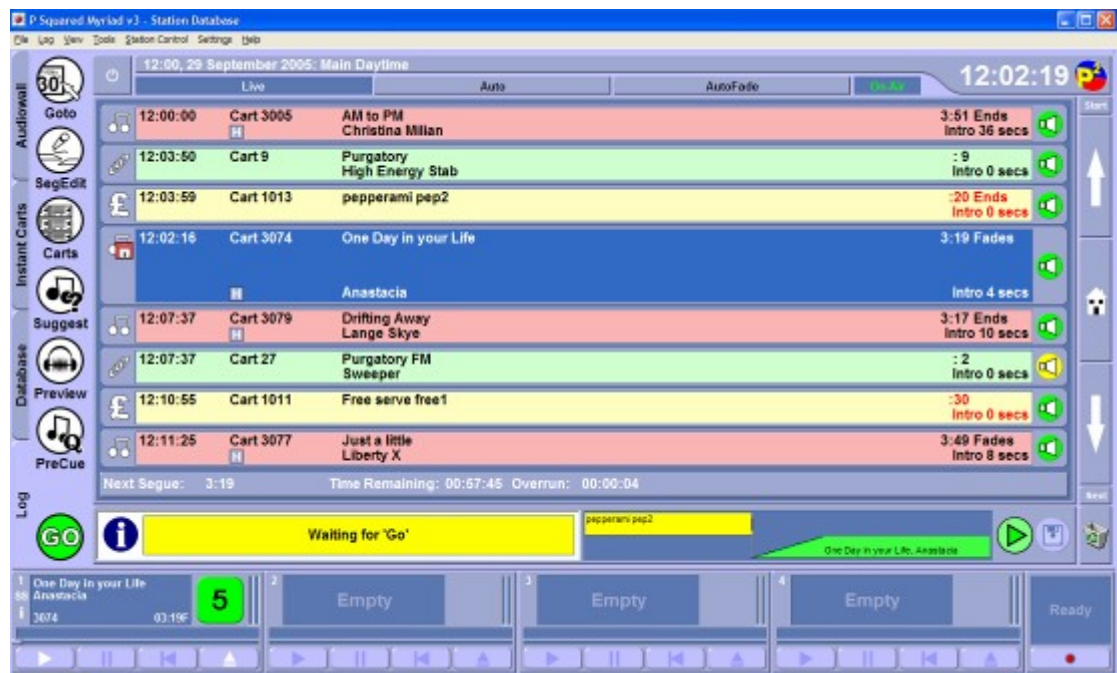 P Squared Myriad v3 - Station Database
File Log View Tools Station Control Settings Help
12:00, 29 September 2005: Main Daytime
Live Auto AutoFade On-Air 12:02:19
Audiowall
Instant Carts
Database
Log
30
Goto
SegEdit
Carts
Suggest
Preview
PreCue
GO
Start
Next
12:00:00 Cart 3005 AM to PM 3:51 Ends
H Christina Milian Intro 36 secs
12:03:50 Cart 9 Purgatory : 9
High Energy Stab Intro 0 secs
12:03:59 Cart 1013 pepperami pep2 :20 Ends
Intro 0 secs
12:02:16 Cart 3074 One Day in your Life 3:19 Fades
H Anastacia Intro 4 secs
12:07:37 Cart 3079 Drifting Away 3:17 Ends
H Lange Skye Intro 10 secs
12:07:37 Cart 27 Purgatory FM : 2
Sweeper Intro 0 secs
12:10:55 Cart 1011 Free serve free1 :30
Intro 0 secs
12:11:25 Cart 3077 Just a little 3:49 Fades
H Liberty X Intro 8 secs
Next Segue: 3:19 Time Remaining: 00:57:45 Overrun: 00:00:04
Waiting for 'Go'
pepperami pep2
One Day in your Life, Anastacia
1 One Day in your Life
Anastacia
3074 03:19F
5
2 Empty
3 Empty
4 Empty
Ready